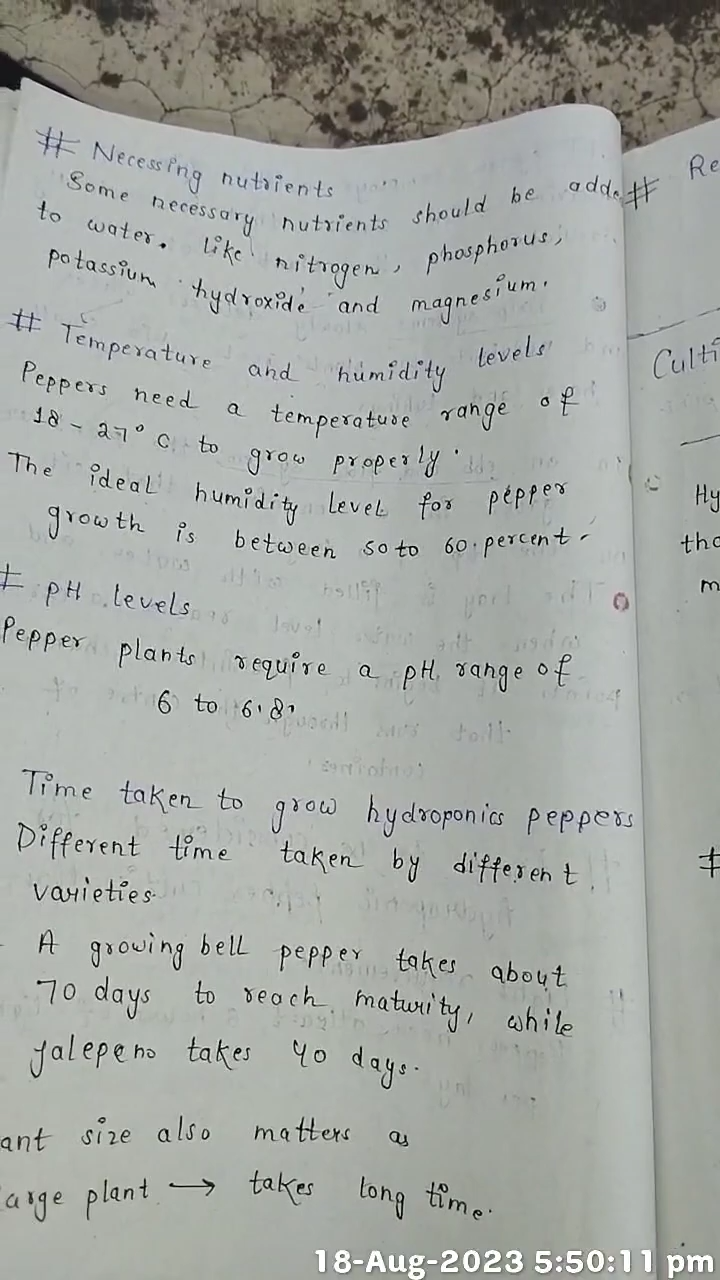 # Necessing nutrients
Some necessary nutrients should be adde
to water. like nitrogen, phosphorus,
potassium hydroxide and magnesium.
# Temperature and humidity levels
Peppers need a temperature range of
18 - 27° C to grow properly.
The ideal humidity level for pepper
growth is between 50 to 60 percent.
# pH levels
Pepper plants require a pH range of
6 to 6.8.
Time taken to grow hydroponics peppers
Different time taken by different
varieties
- A growing bell pepper takes about
70 days to reach maturity, while
jalepeno takes 40 days.
ant size also matters as
arge plant → takes long time.
# Re
Culti
Hy
tha
m
#
18-Aug-2023 5:50:11 pm